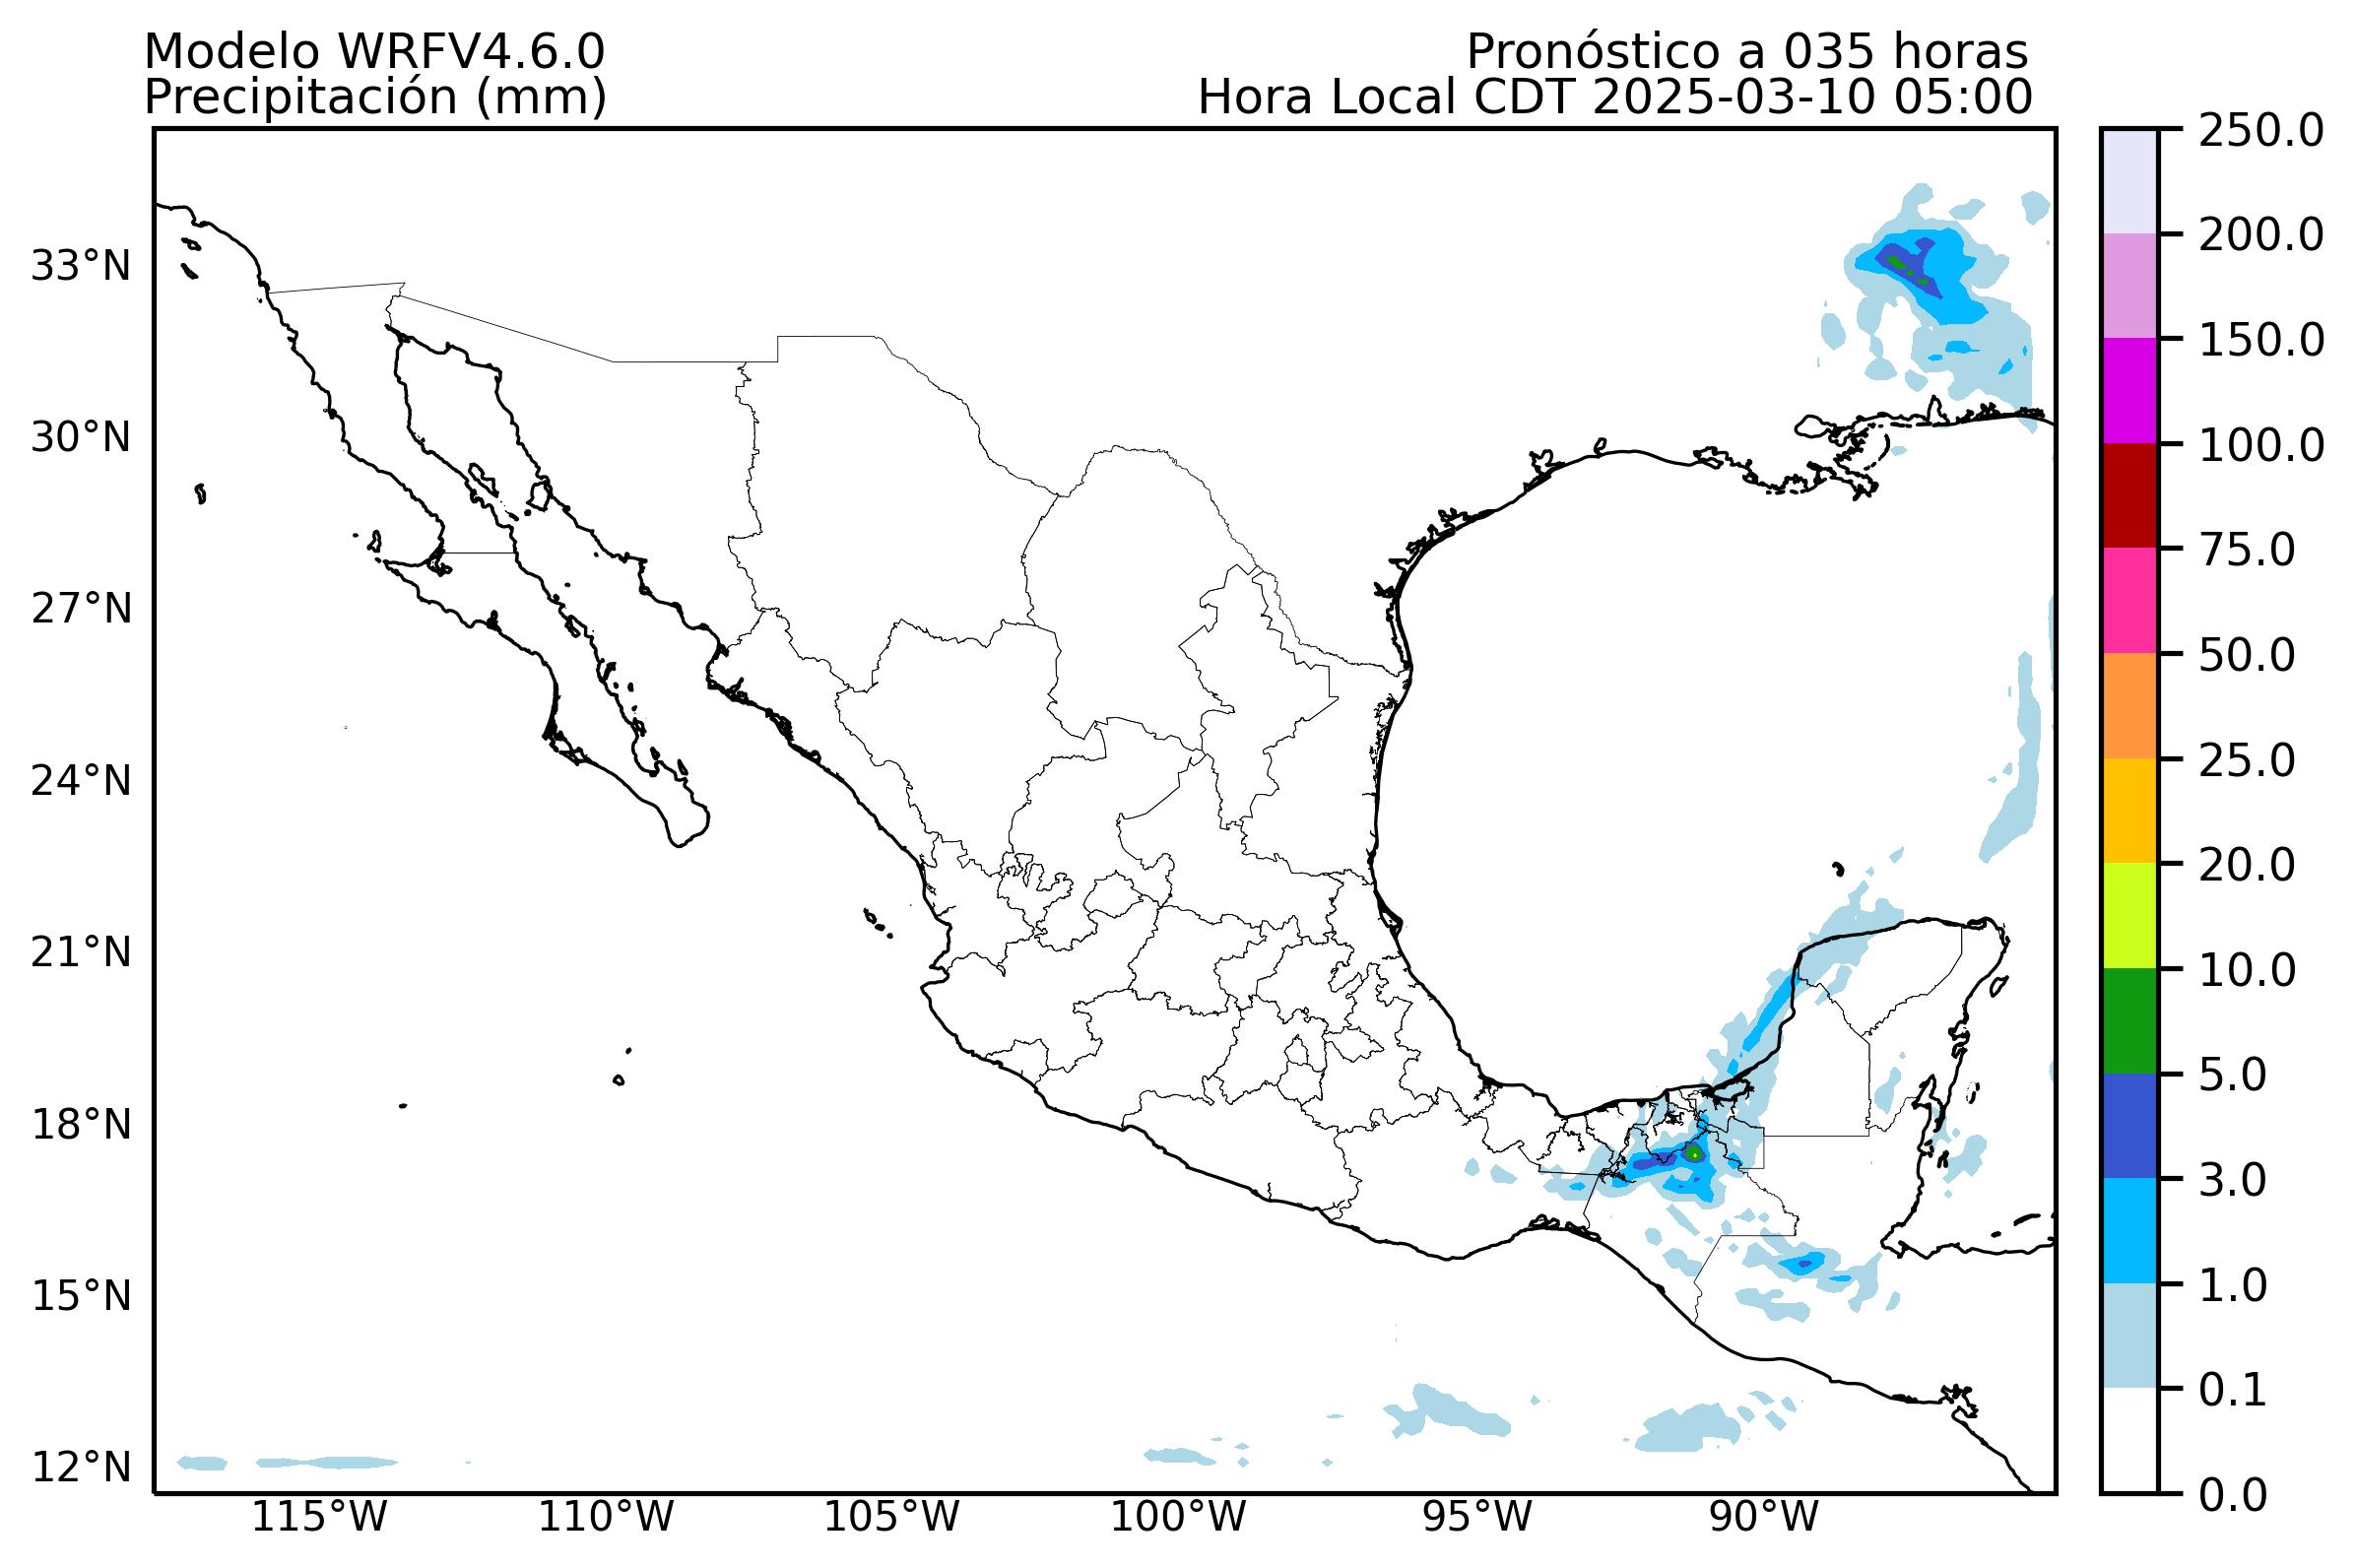 Modelo WRFV4.6.0
Pronóstico a 035 horas
Precipitación (mm)
Hora Local CDT 2025-03-10 05:00
250.0
200.0
150.0
100.0
75.0
50.0
25.0
20.0
10.0
5.0
3.0
1.0
0.1
0.0
33°N
30°N
27°N
24°N
21°N
18°N
15°N
12°N
115°W
110°W
105°W
100°W
95°W
90°W